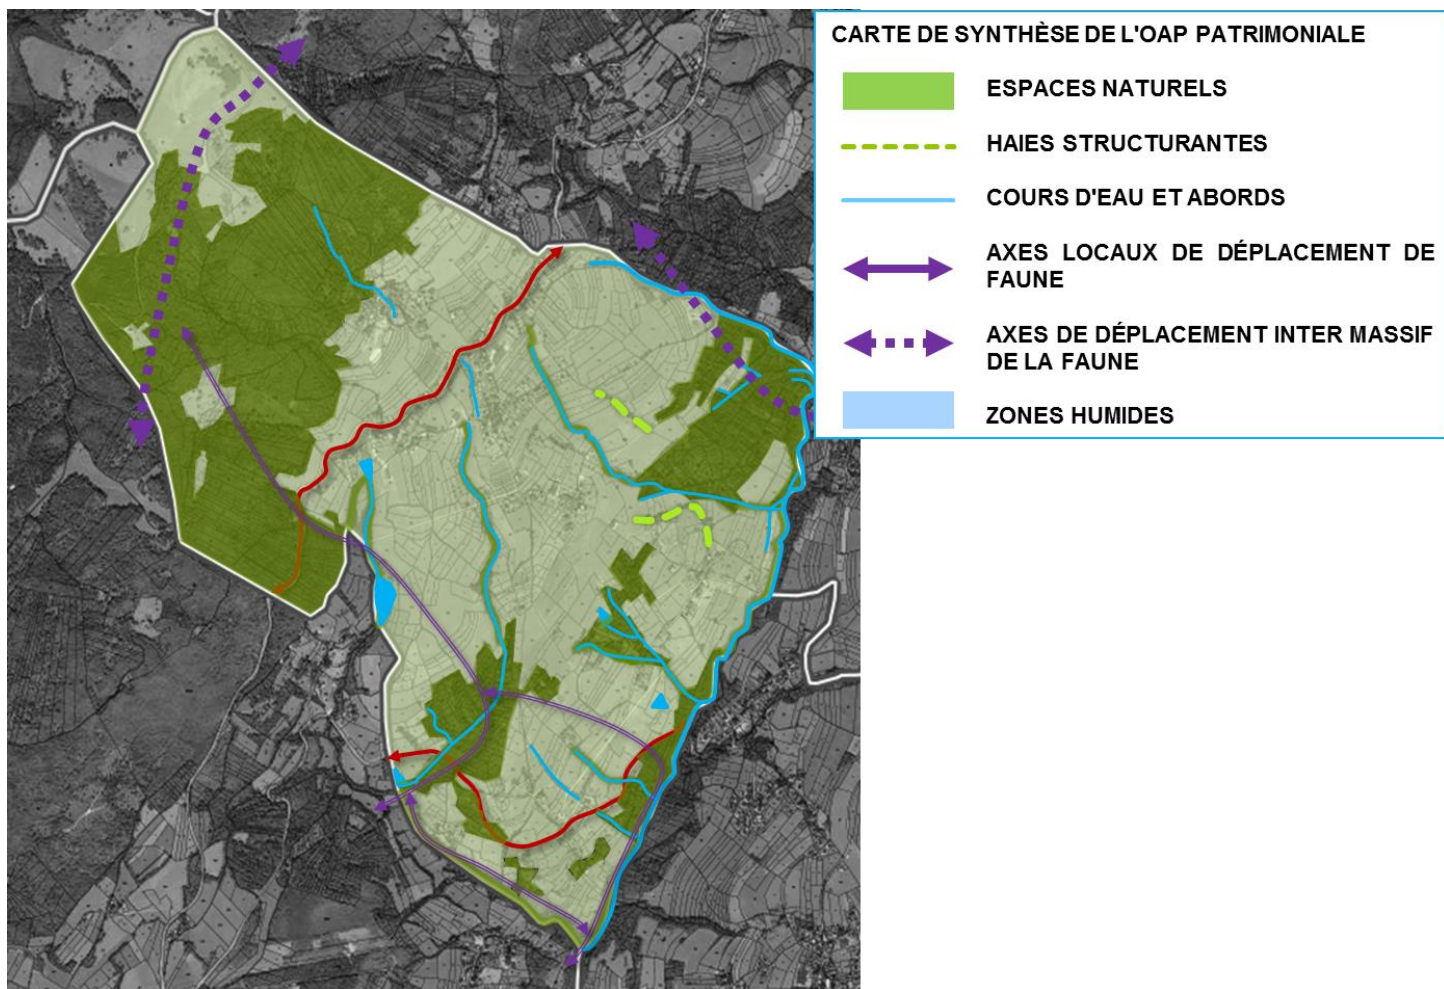 CARTE DE SYNTHÈSE DE L'OAP PATRIMONIALE
ESPACES NATURELS
HAIES STRUCTURANTES
COURS D'EAU ET ABORDS
AXES LOCAUX DE DÉPLACEMENT DE
FAUNE
AXES DE DÉPLACEMENT INTER MASSIF
DE LA FAUNE
ZONES HUMIDES